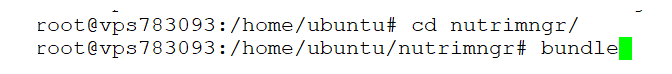 root@vps783093:/home/ubuntu# cd nutrimngr/
root@vps783093:/home/ubuntu/nutrimngr# bundle